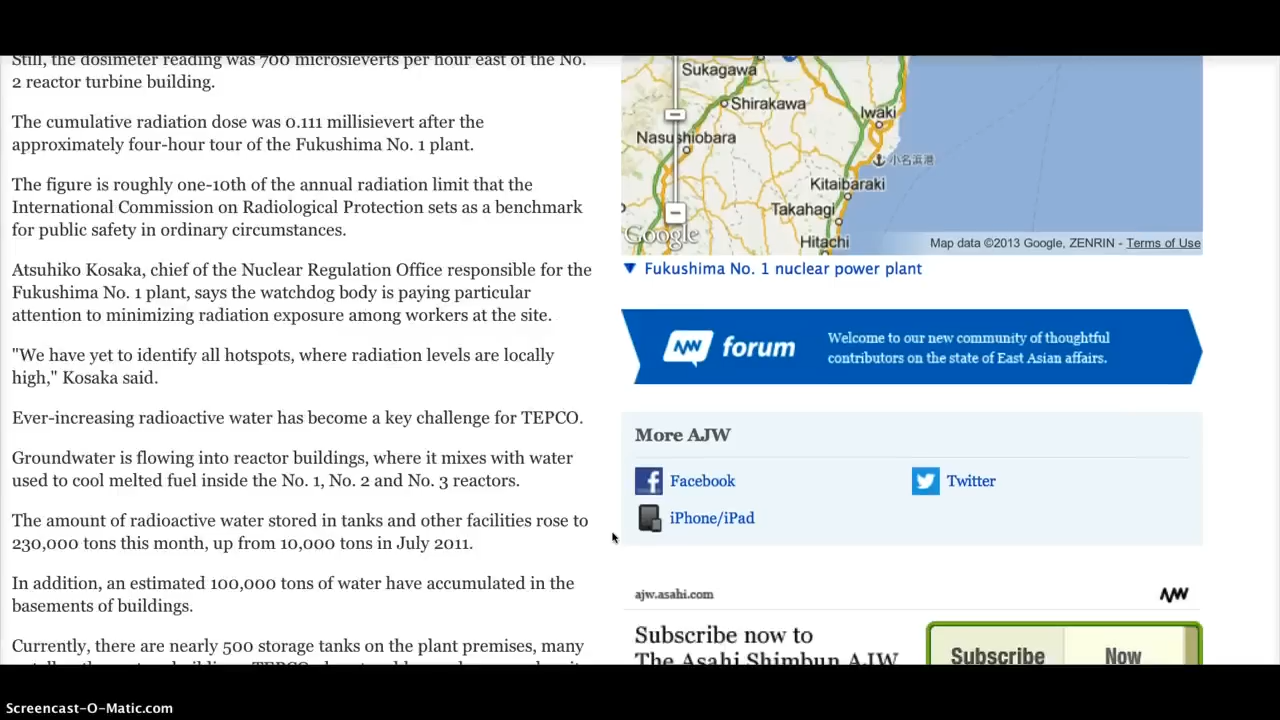 Still, the dosimeter reading was 700 microsieverts per hour east of the No.
2 reactor turbine building.
The cumulative radiation dose was 0.111 millisievert after the
approximately four-hour tour of the Fukushima No. 1 plant.
The figure is roughly one-10th of the annual radiation limit that the
International Commission on Radiological Protection sets as a benchmark
for public safety in ordinary circumstances.
Atsuhiko Kosaka, chief of the Nuclear Regulation Office responsible for the
Fukushima No. 1 plant, says the watchdog body is paying particular
attention to minimizing radiation exposure among workers at the site.
"We have yet to identify all hotspots, where radiation levels are locally
high," Kosaka said.
Ever-increasing radioactive water has become a key challenge for TEPCO.
Groundwater is flowing into reactor buildings, where it mixes with water
used to cool melted fuel inside the No. 1, No. 2 and No. 3 reactors.
The amount of radioactive water stored in tanks and other facilities rose to
230,000 tons this month, up from 10,000 tons in July 2011.
In addition, an estimated 100,000 tons of water have accumulated in the
basements of buildings.
Currently, there are nearly 500 storage tanks on the plant premises, many
Sukagawa
Shirakawa
Iwaki
Nasushiobara
小名浜港
Kitaibaraki
Takahagi
Google
Hitachi
Map data ©2013 Google, ZENRIN - Terms of Use
▼ Fukushima No. 1 nuclear power plant
AJW forum
Welcome to our new community of thoughtful
contributors on the state of East Asian affairs.
More AJW
Facebook
Twitter
iPhone/iPad
ajw.asahi.com
AJW
Subscribe now to
The Asahi Shimbun AJW
Subscribe Now
Screencast-O-Matic.com